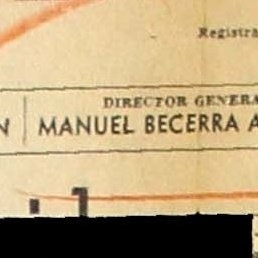 Registra
DIRECTOR GENERA
N MANUEL BECERRA A